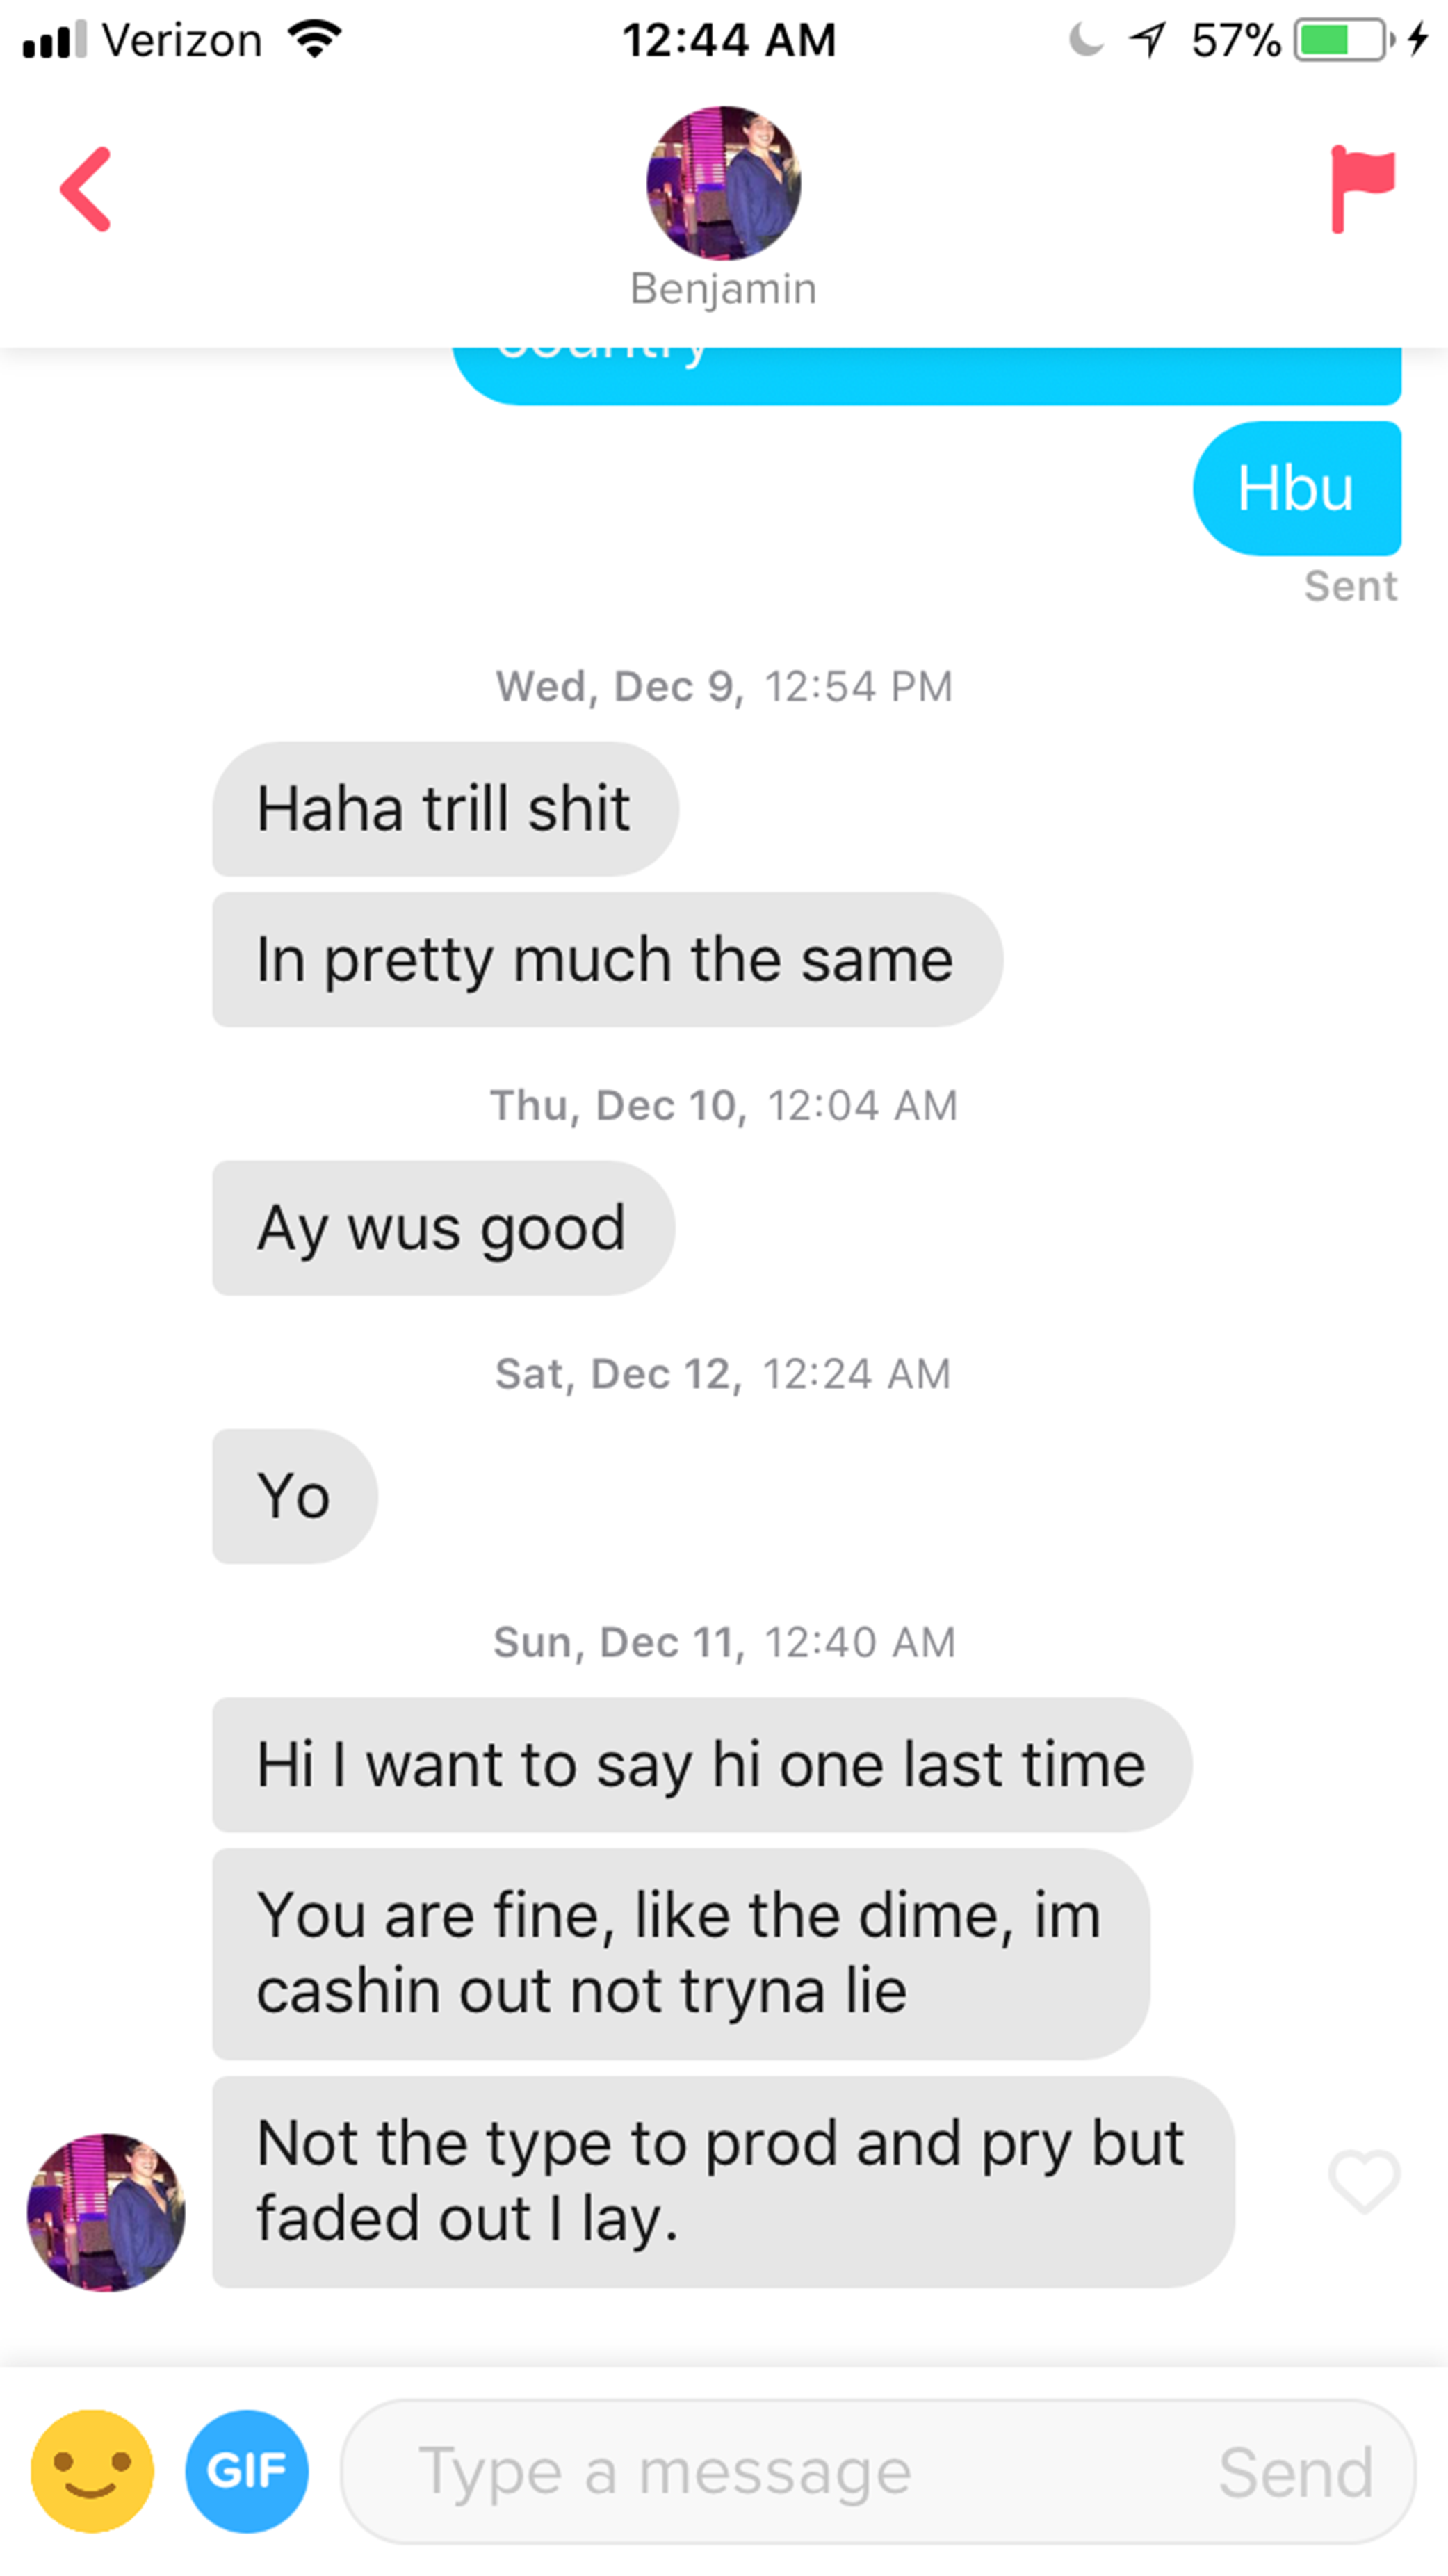 Verizon 12:44 AM 57%
Benjamin
country
Hbu
Sent
Wed, Dec 9, 12:54 PM
Haha trill shit
In pretty much the same
Thu, Dec 10, 12:04 AM
Ay wus good
Sat, Dec 12, 12:24 AM
Yo
Sun, Dec 11, 12:40 AM
Hi I want to say hi one last time
You are fine, like the dime, im
cashin out not tryna lie
Not the type to prod and pry but
faded out I lay.
GIF Type a message Send